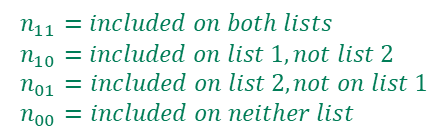 n₁₁ = included on both lists
n₁₀ = included on list 1, not list 2
n₀₁ = included on list 2, not on list 1
n₀₀ = included on neither list